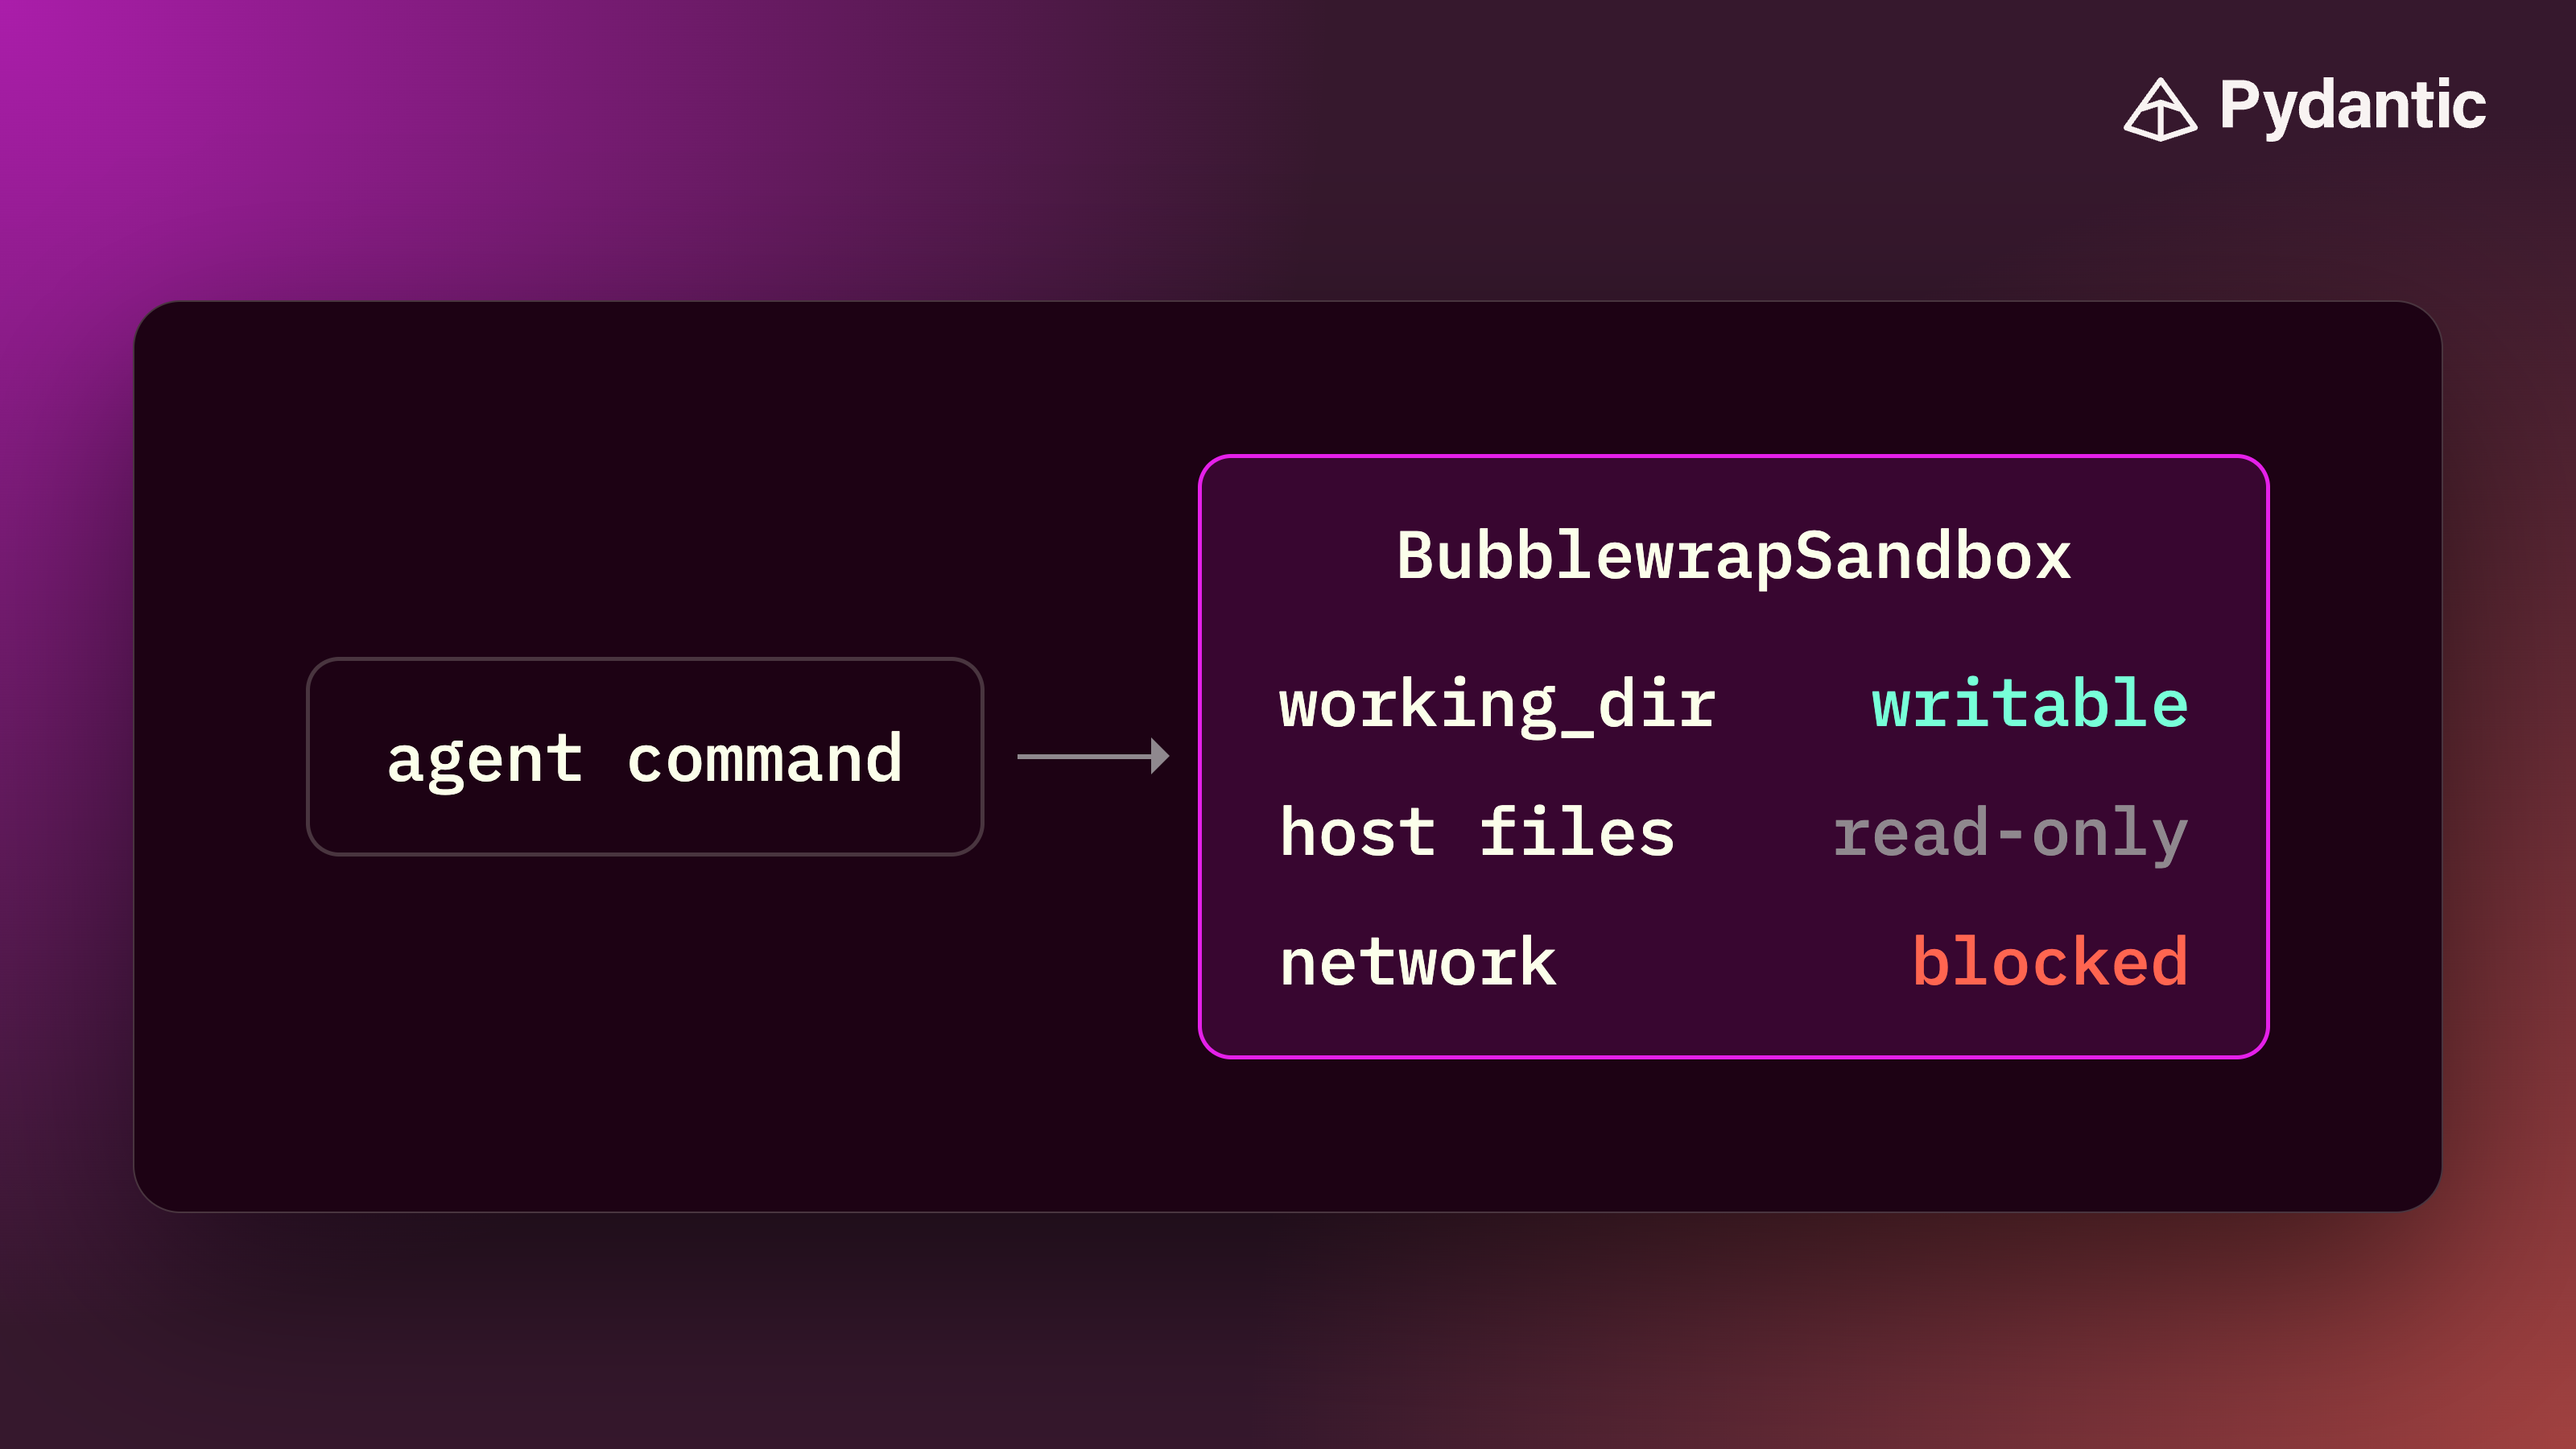 Pydantic
agent command
BubblewrapSandbox
working_dir writable
host files read-only
network blocked